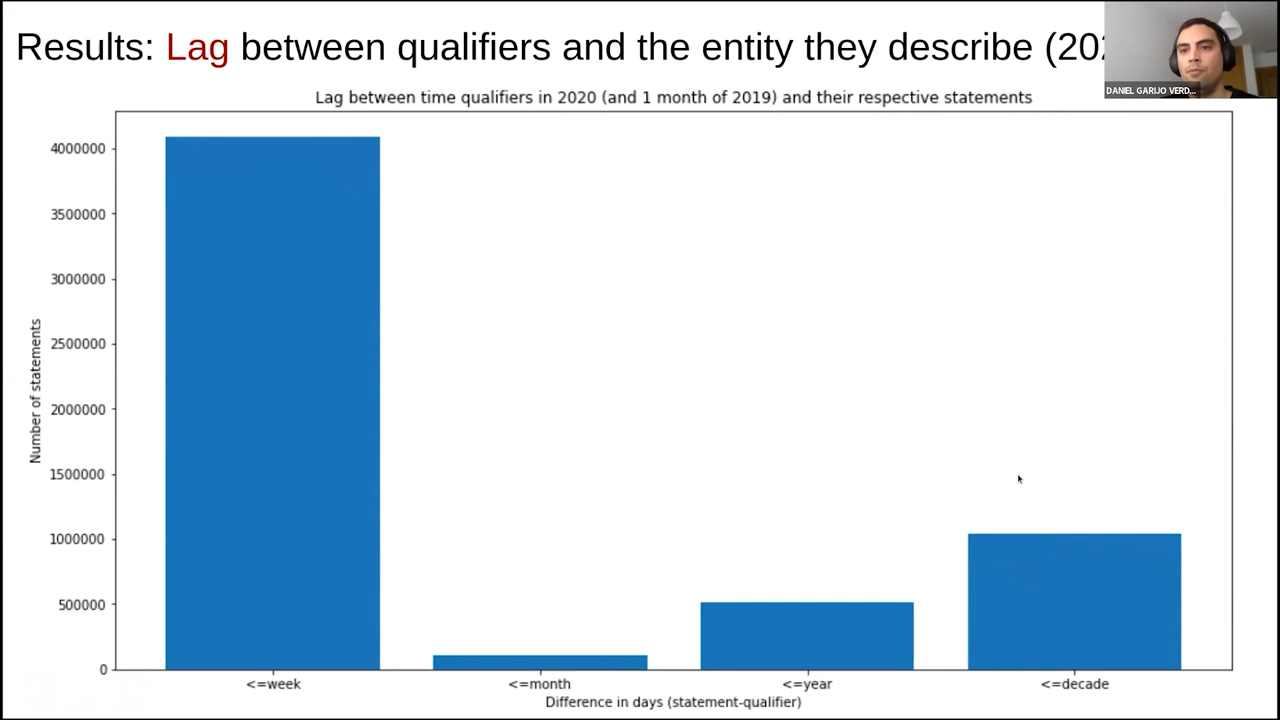 Results: Lag between qualifiers and the entity they describe (202
DANIEL GARIJO VERD...
Lag between time qualifiers in 2020 (and 1 month of 2019) and their respective statements
Number of statements
4000000
3500000
3000000
2500000
2000000
1500000
1000000
500000
0
<=week <=month <=year <=decade
Difference in days (statement-qualifier)